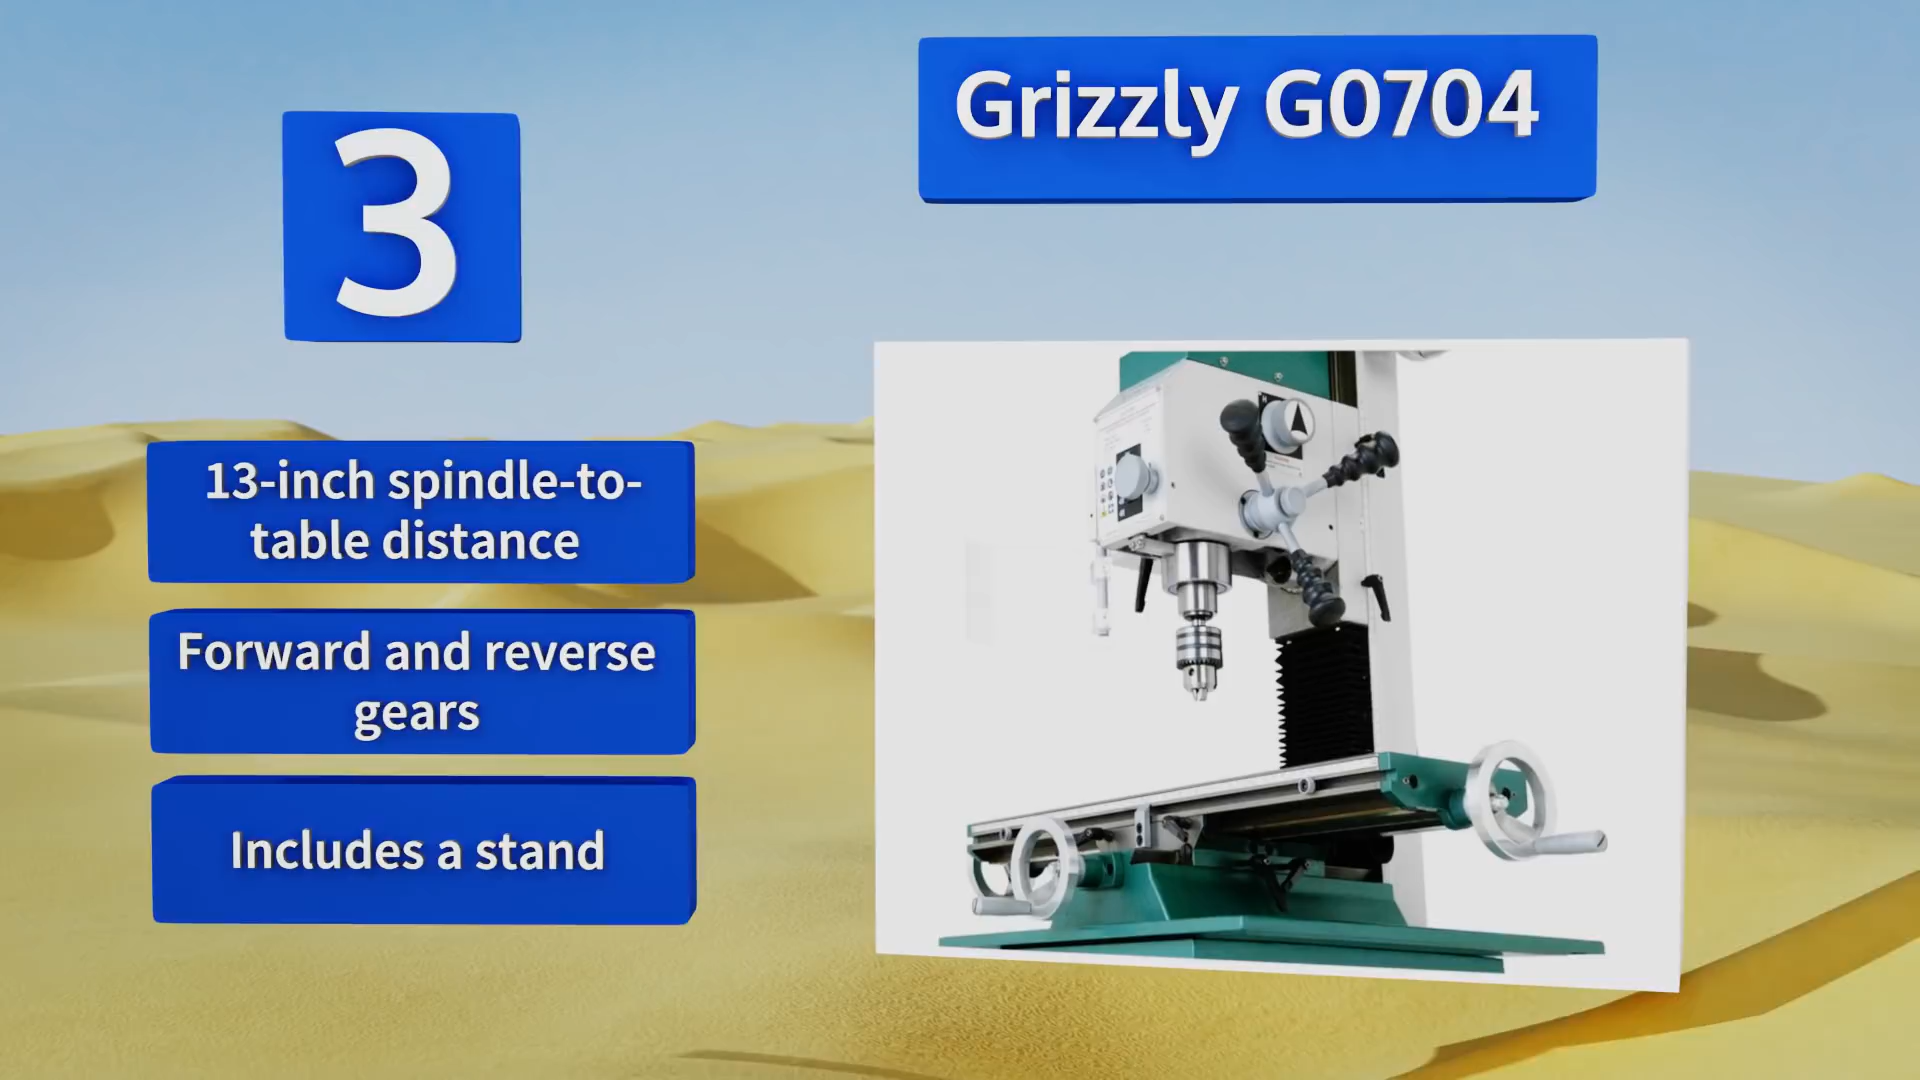 3
Grizzly G0704
13-inch spindle-to-
table distance
Forward and reverse
gears
Includes a stand